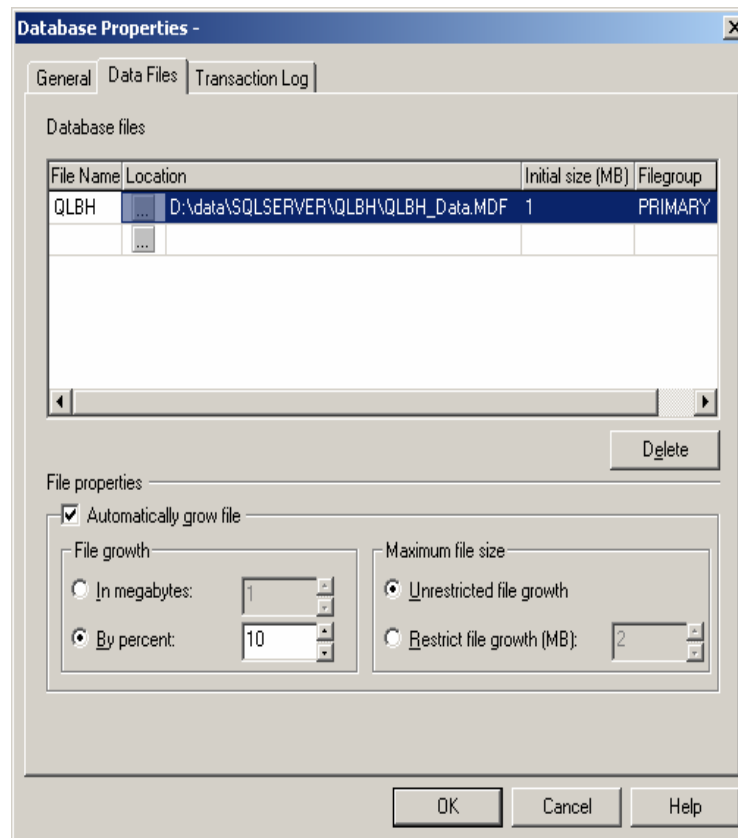 Database Properties -
General Data Files Transaction Log
Database files
File Name Location Initial size (MB) Filegroup
QLBH ... D:\data\SQLSERVER\QLBH\QLBH_Data.MDF 1 PRIMARY
...
Delete
File properties
Automatically grow file
File growth
In megabytes: 1
By percent: 10
Maximum file size
Unrestricted file growth
Restrict file growth (MB): 2
OK Cancel Help